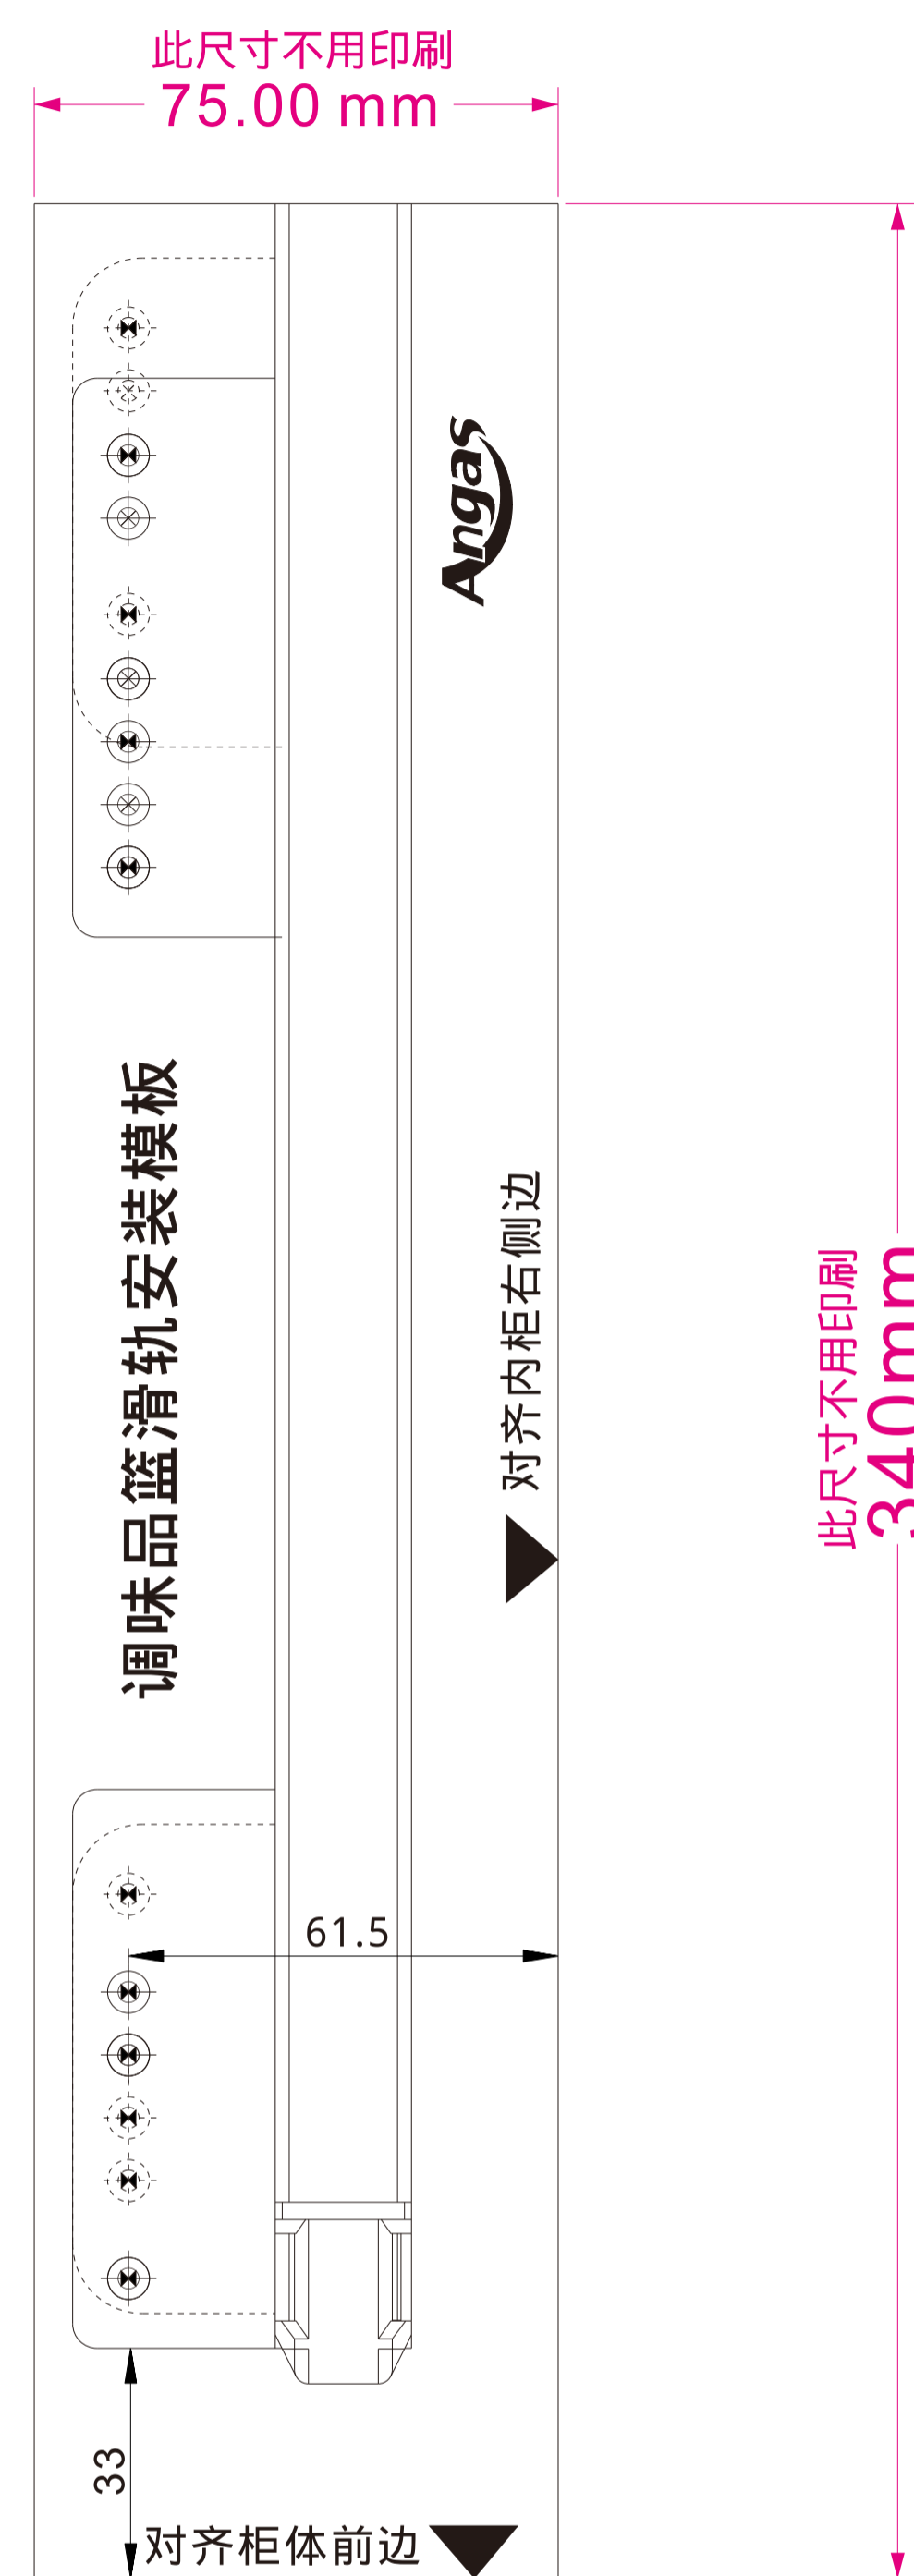 此尺寸不用印刷
75.00 mm
Angas
调味品篮滑轨安装模板
对齐内柜右侧边
此尺寸不用印刷
340mm
61.5
33
对齐柜体前边